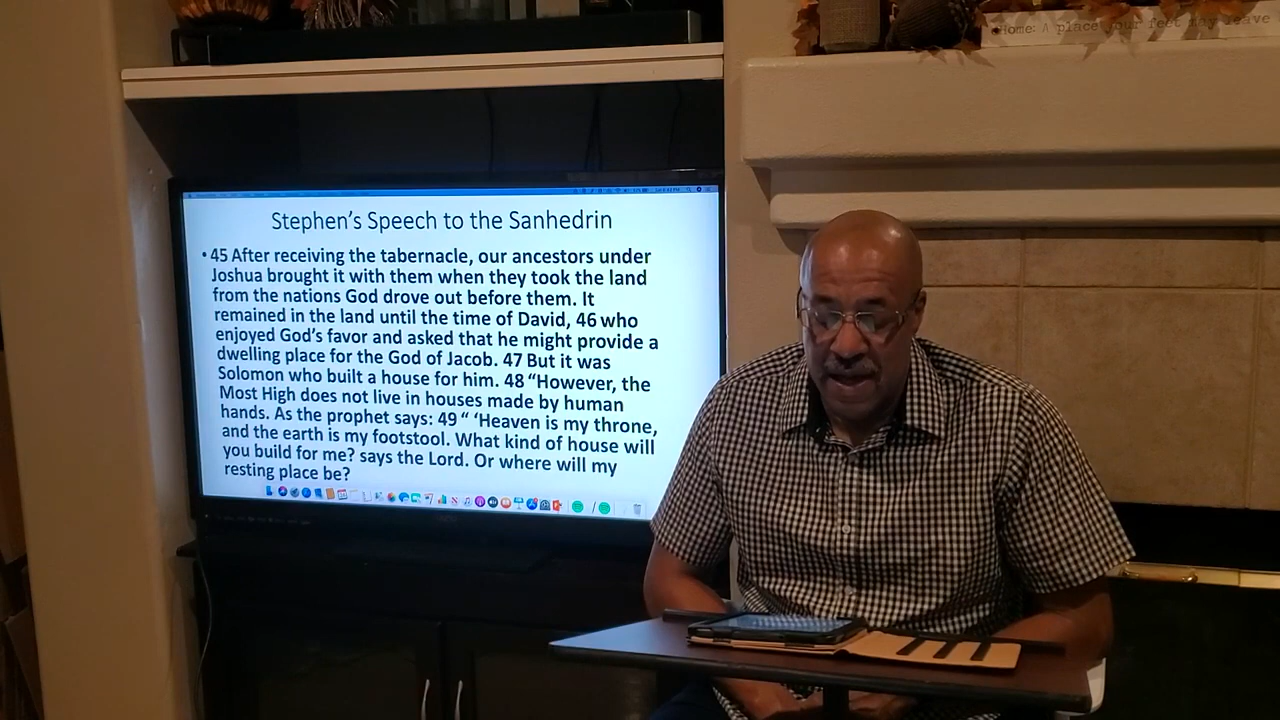 Home: A place your feet may leave
Stephen's Speech to the Sanhedrin
• 45 After receiving the tabernacle, our ancestors under
Joshua brought it with them when they took the land
from the nations God drove out before them. It
remained in the land until the time of David, 46 who
enjoyed God's favor and asked that he might provide a
dwelling place for the God of Jacob. 47 But it was
Solomon who built a house for him. 48 “However, the
Most High does not live in houses made by human
hands. As the prophet says: 49 “ ‘Heaven is my throne,
and the earth is my footstool. What kind of house will
you build for me? says the Lord. Or where will my
resting place be?